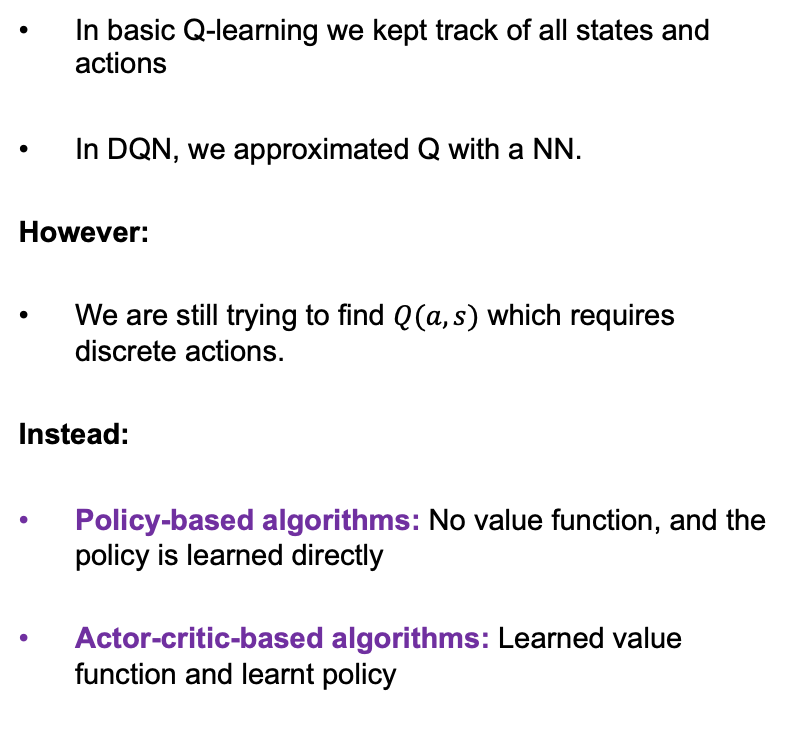 • In basic Q-learning we kept track of all states and
actions
• In DQN, we approximated Q with a NN.
However:
• We are still trying to find Q(a, s) which requires
discrete actions.
Instead:
• Policy-based algorithms: No value function, and the
policy is learned directly
• Actor-critic-based algorithms: Learned value
function and learnt policy